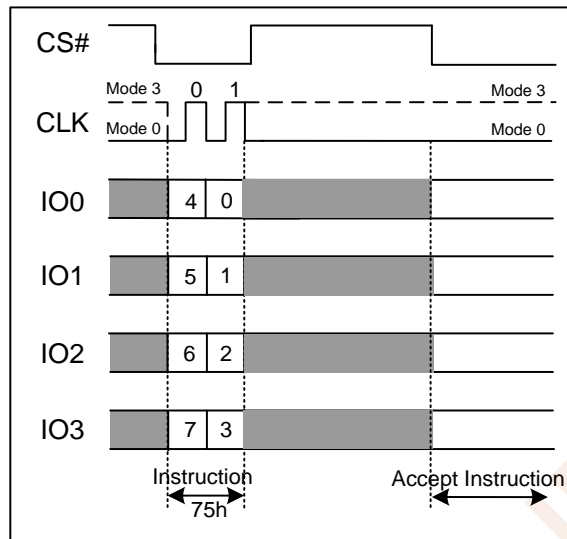 CS#
Mode 3 0 1 Mode 3
CLK
Mode 0 Mode 0
IO0 4 0
IO1 5 1
IO2 6 2
IO3 7 3
Instruction Accept Instruction
75h